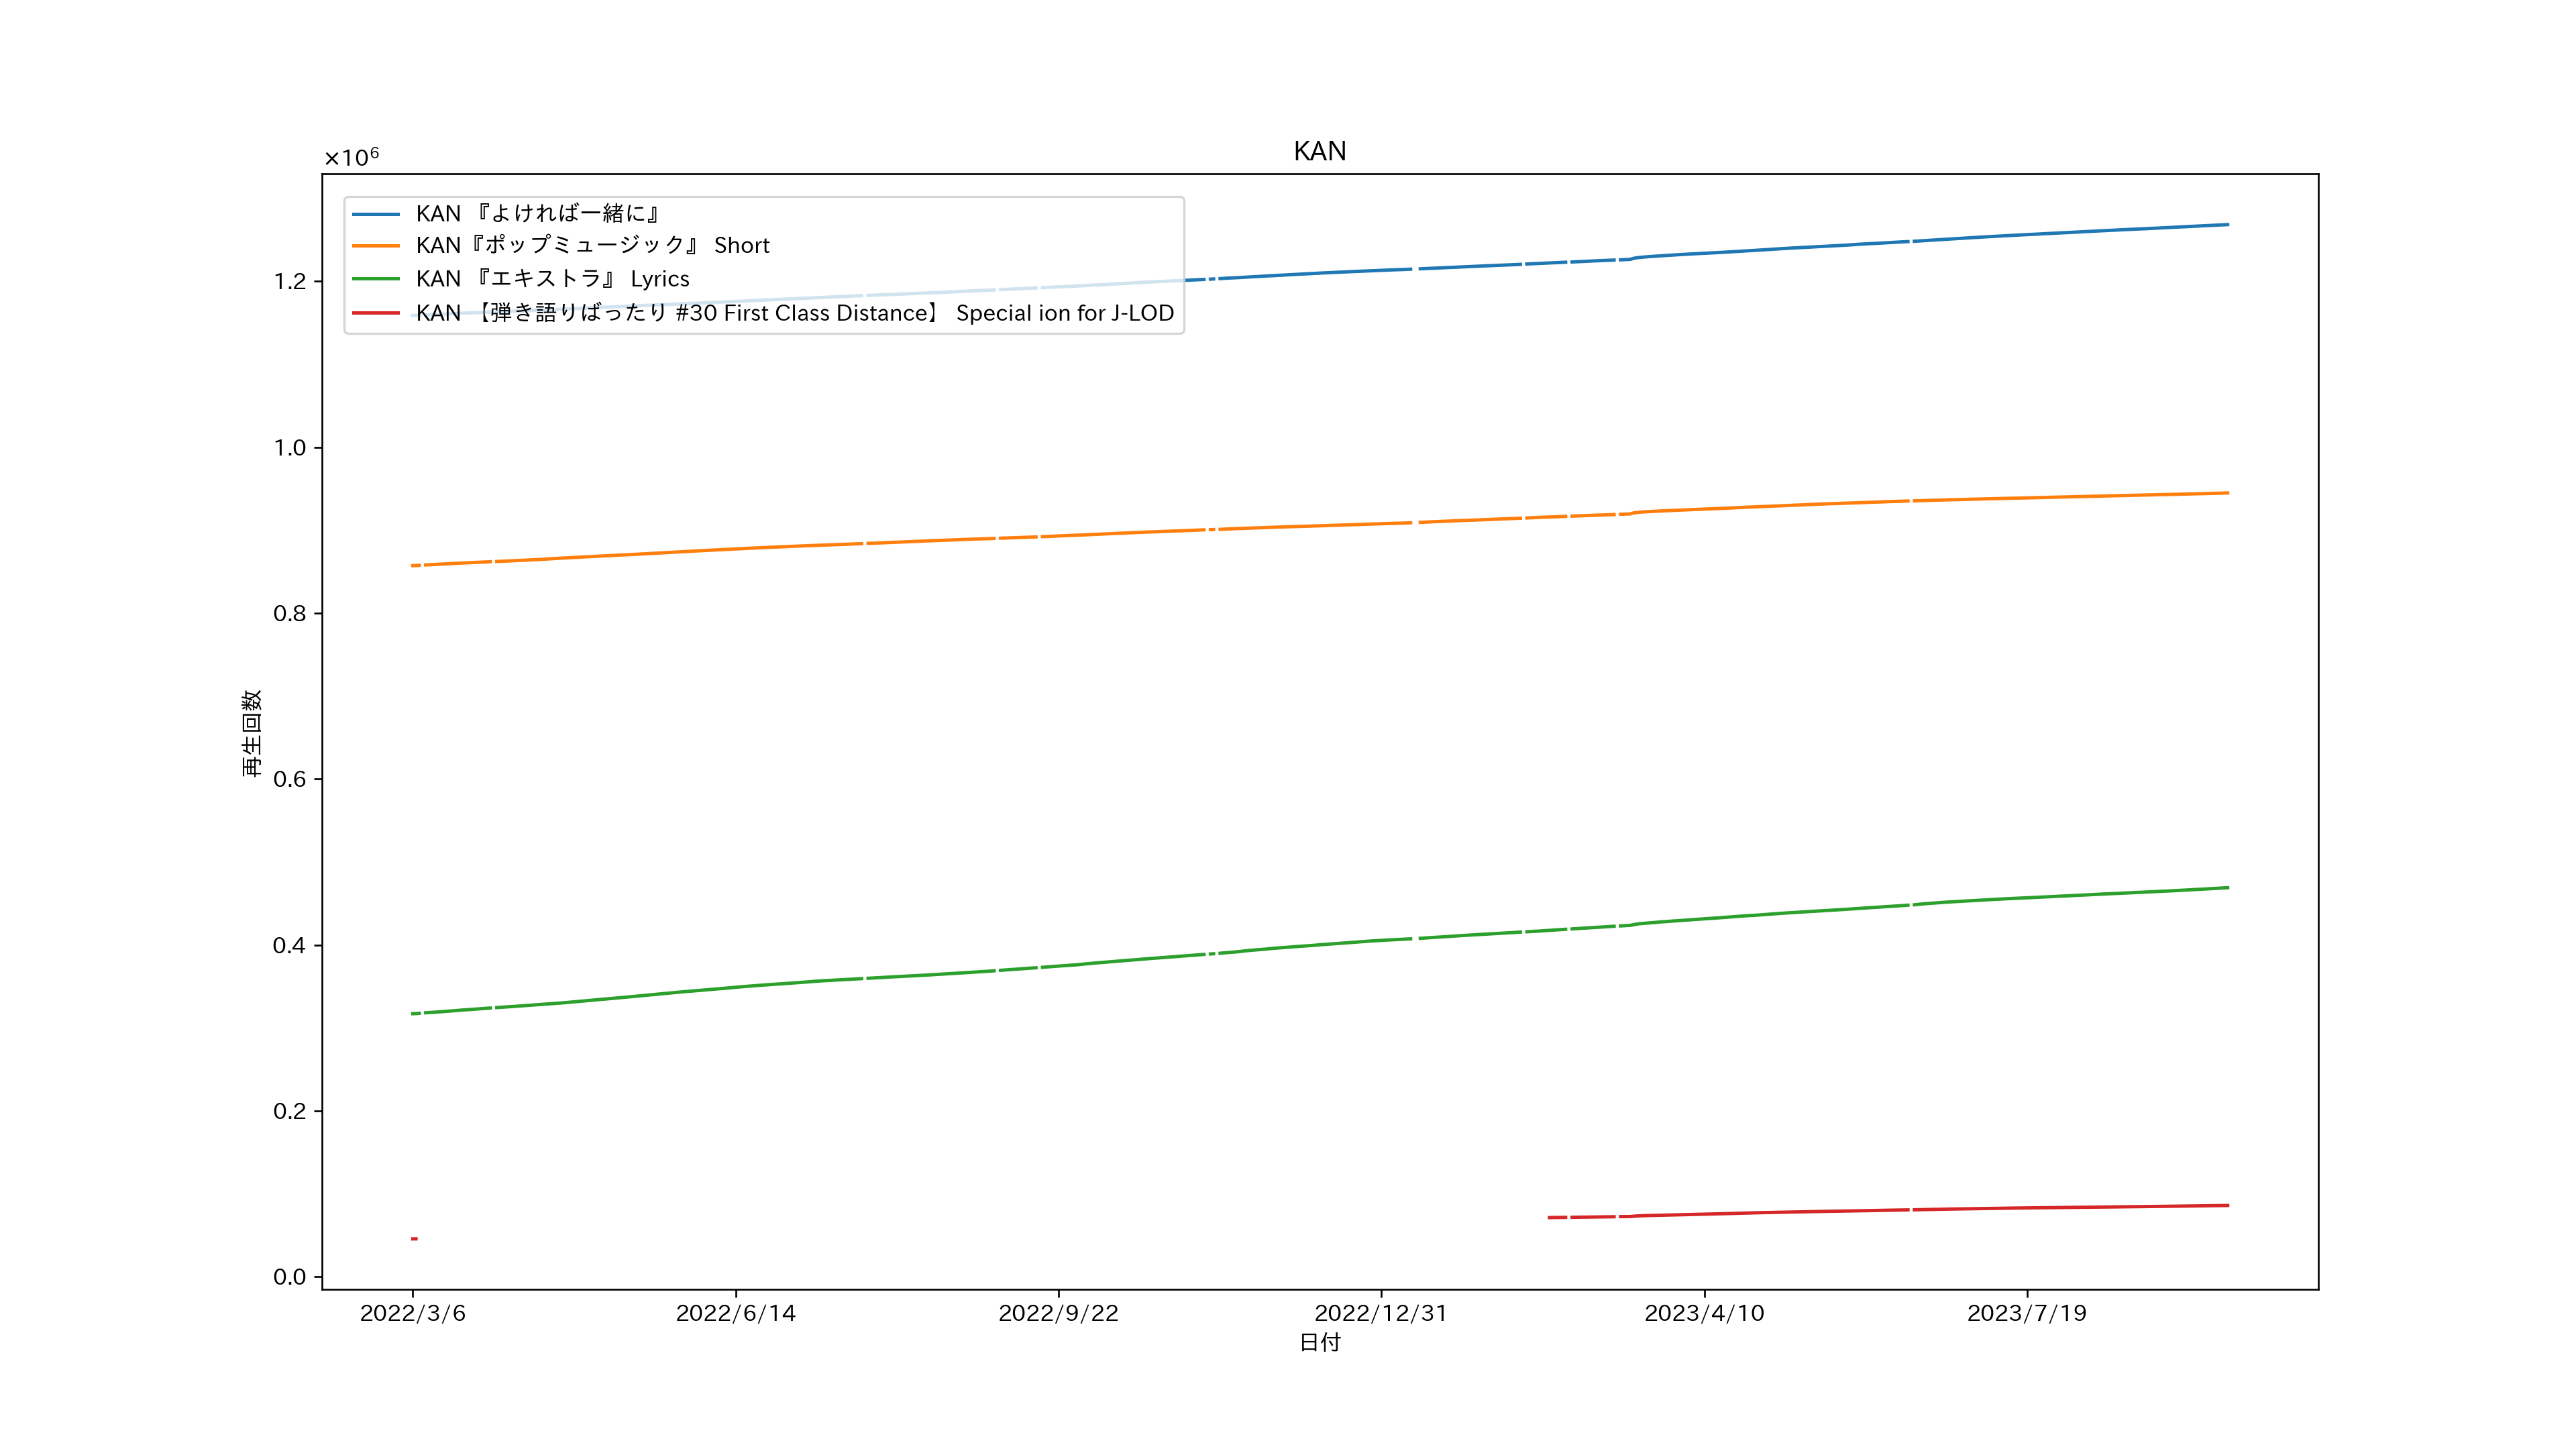 KAN
×10⁶
KAN 『よければ一緒に』
KAN『ポップミュージック』 Short
KAN 『エキストラ』 Lyrics
KAN 【弾き語りばったり #30 First Class Distance】 Special ion for J-LOD
1.2
1.0
0.8
0.6
0.4
0.2
0.0
再生回数
2022/3/6 2022/6/14 2022/9/22 2022/12/31 2023/4/10 2023/7/19
日付